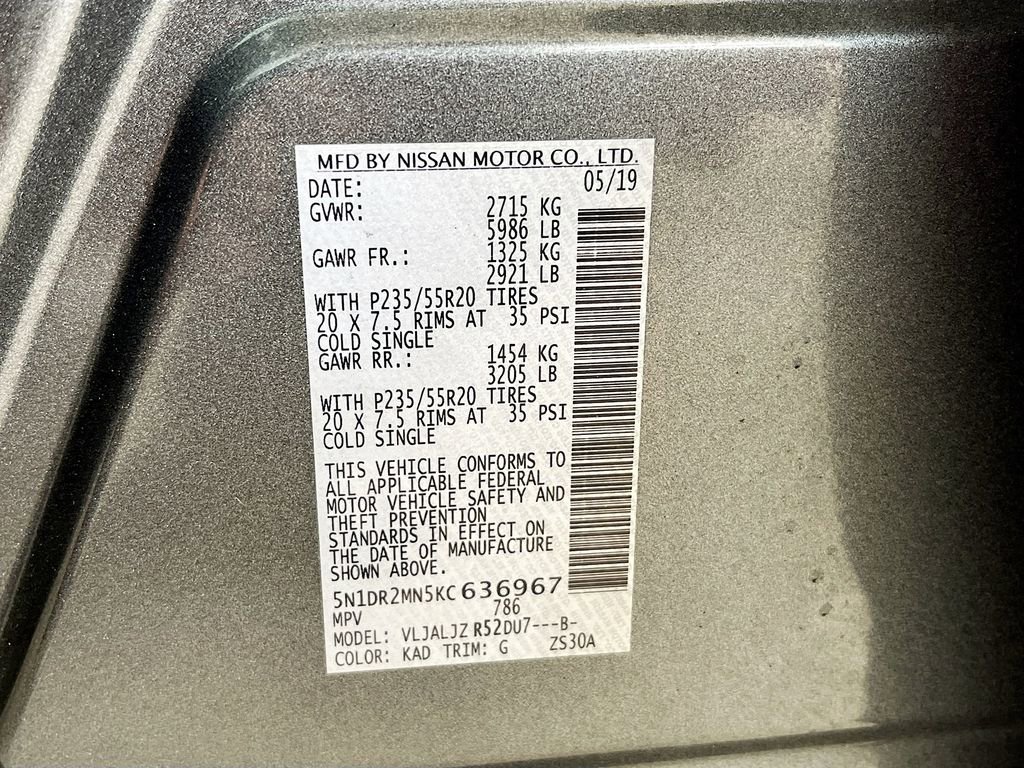 MFD BY NISSAN MOTOR CO., LTD.
DATE: 05/19
GVWR: 2715 KG
5986 LB
GAWR FR.: 1325 KG
2921 LB
WITH P235/55R20 TIRES
20 X 7.5 RIMS AT 35 PSI
COLD SINGLE
GAWR RR.: 1454 KG
3205 LB
WITH P235/55R20 TIRES
20 X 7.5 RIMS AT 35 PSI
COLD SINGLE
THIS VEHICLE CONFORMS TO
ALL APPLICABLE FEDERAL
MOTOR VEHICLE SAFETY AND
THEFT PREVENTION
STANDARDS IN EFFECT ON
THE DATE OF MANUFACTURE
SHOWN ABOVE.
5N1DR2MN5KC636967
MPV 786
MODEL: VLJALJZ R52DU7---B-
COLOR: KAD TRIM: G ZS30A